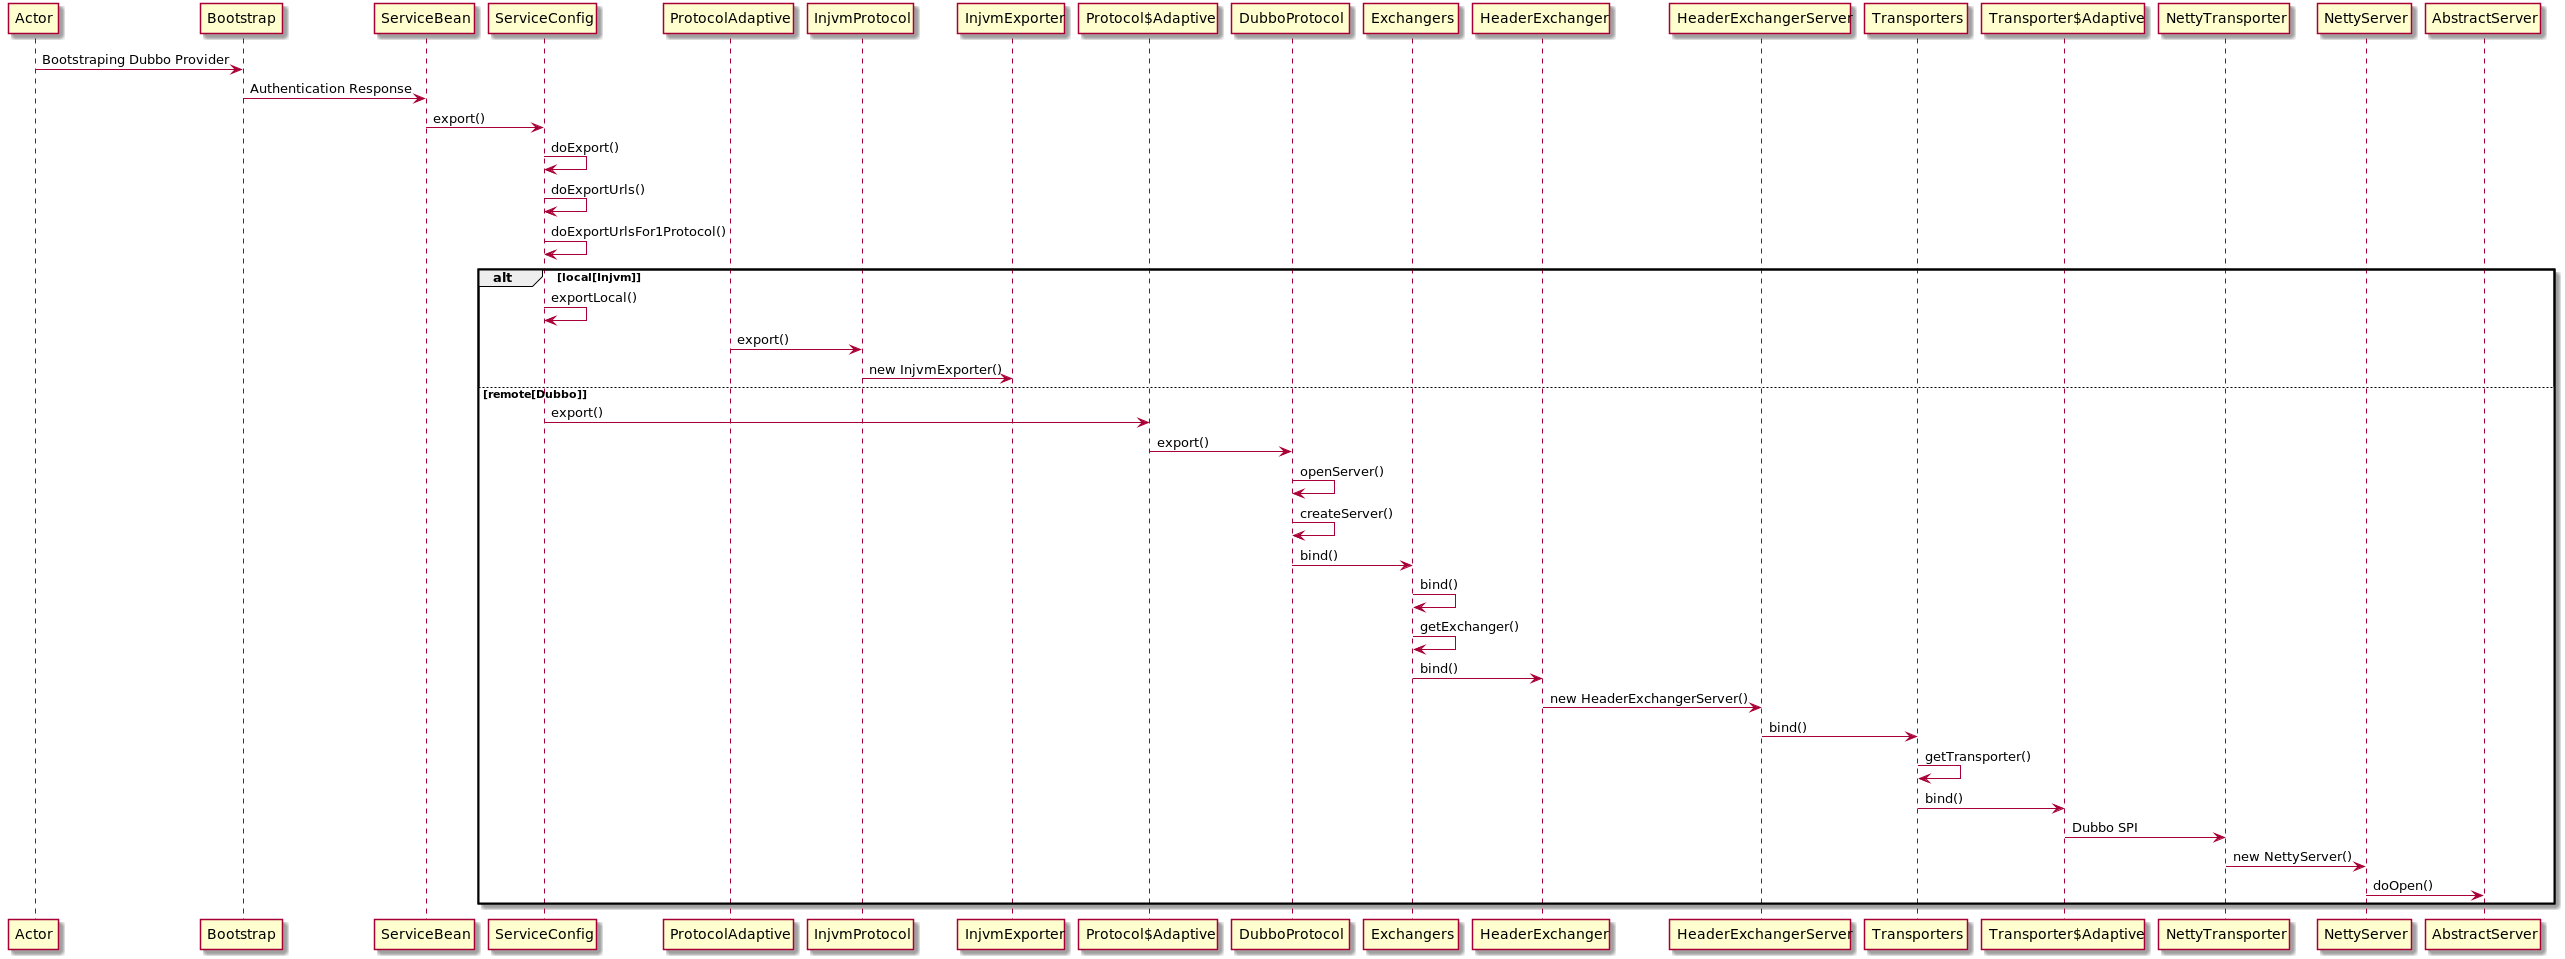 Actor Bootstrap ServiceBean ServiceConfig ProtocolAdaptive InjvmProtocol InjvmExporter Protocol$Adaptive DubboProtocol Exchangers HeaderExchanger HeaderExchangerServer Transporters Transporter$Adaptive NettyTransporter NettyServer AbstractServer
Bootstraping Dubbo Provider
Authentication Response
export()
doExport()
doExportUrls()
doExportUrlsFor1Protocol()
alt [local[Injvm]]
exportLocal()
export()
new InjvmExporter()
[remote[Dubbo]]
export()
export()
openServer()
createServer()
bind()
bind()
getExchanger()
bind()
new HeaderExchangerServer()
bind()
getTransporter()
bind()
Dubbo SPI
new NettyServer()
doOpen()
Actor Bootstrap ServiceBean ServiceConfig ProtocolAdaptive InjvmProtocol InjvmExporter Protocol$Adaptive DubboProtocol Exchangers HeaderExchanger HeaderExchangerServer Transporters Transporter$Adaptive NettyTransporter NettyServer AbstractServer